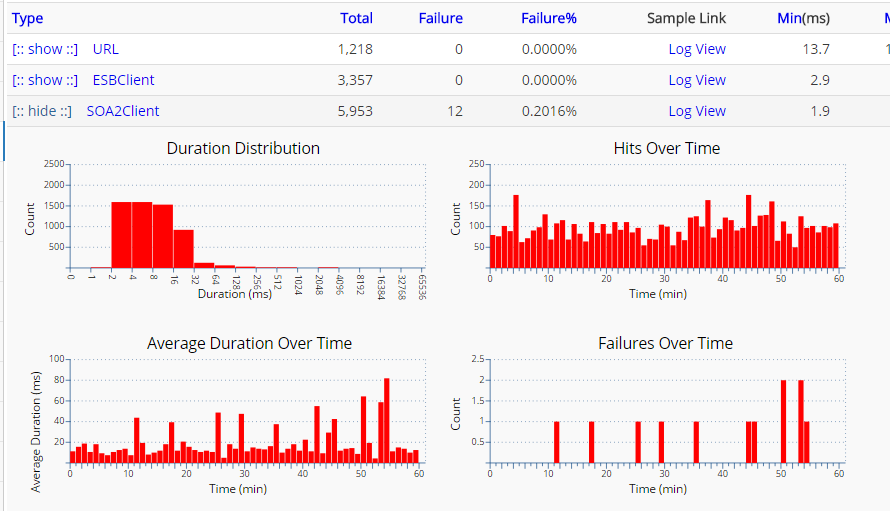 Type Total Failure Failure% Sample Link Min(ms)
[:: show ::] URL 1,218 0 0.0000% Log View 13.7
[:: show ::] ESBClient 3,357 0 0.0000% Log View 2.9
[:: hide ::] SOA2Client 5,953 12 0.2016% Log View 1.9
Duration Distribution
Count
2500
2000
1500
1000
500
0 1 2 4 8 16 32 64 128 256 512 1024 2048 4096 8192 16384 32768 65536
Duration (ms)
Hits Over Time
Count
250
200
150
100
50
0 10 20 30 40 50 60
Time (min)
Average Duration Over Time
Average Duration (ms)
100
80
60
40
20
0 10 20 30 40 50 60
Time (min)
Failures Over Time
Count
2.5
2
1.5
1
0.5
0 10 20 30 40 50 60
Time (min)